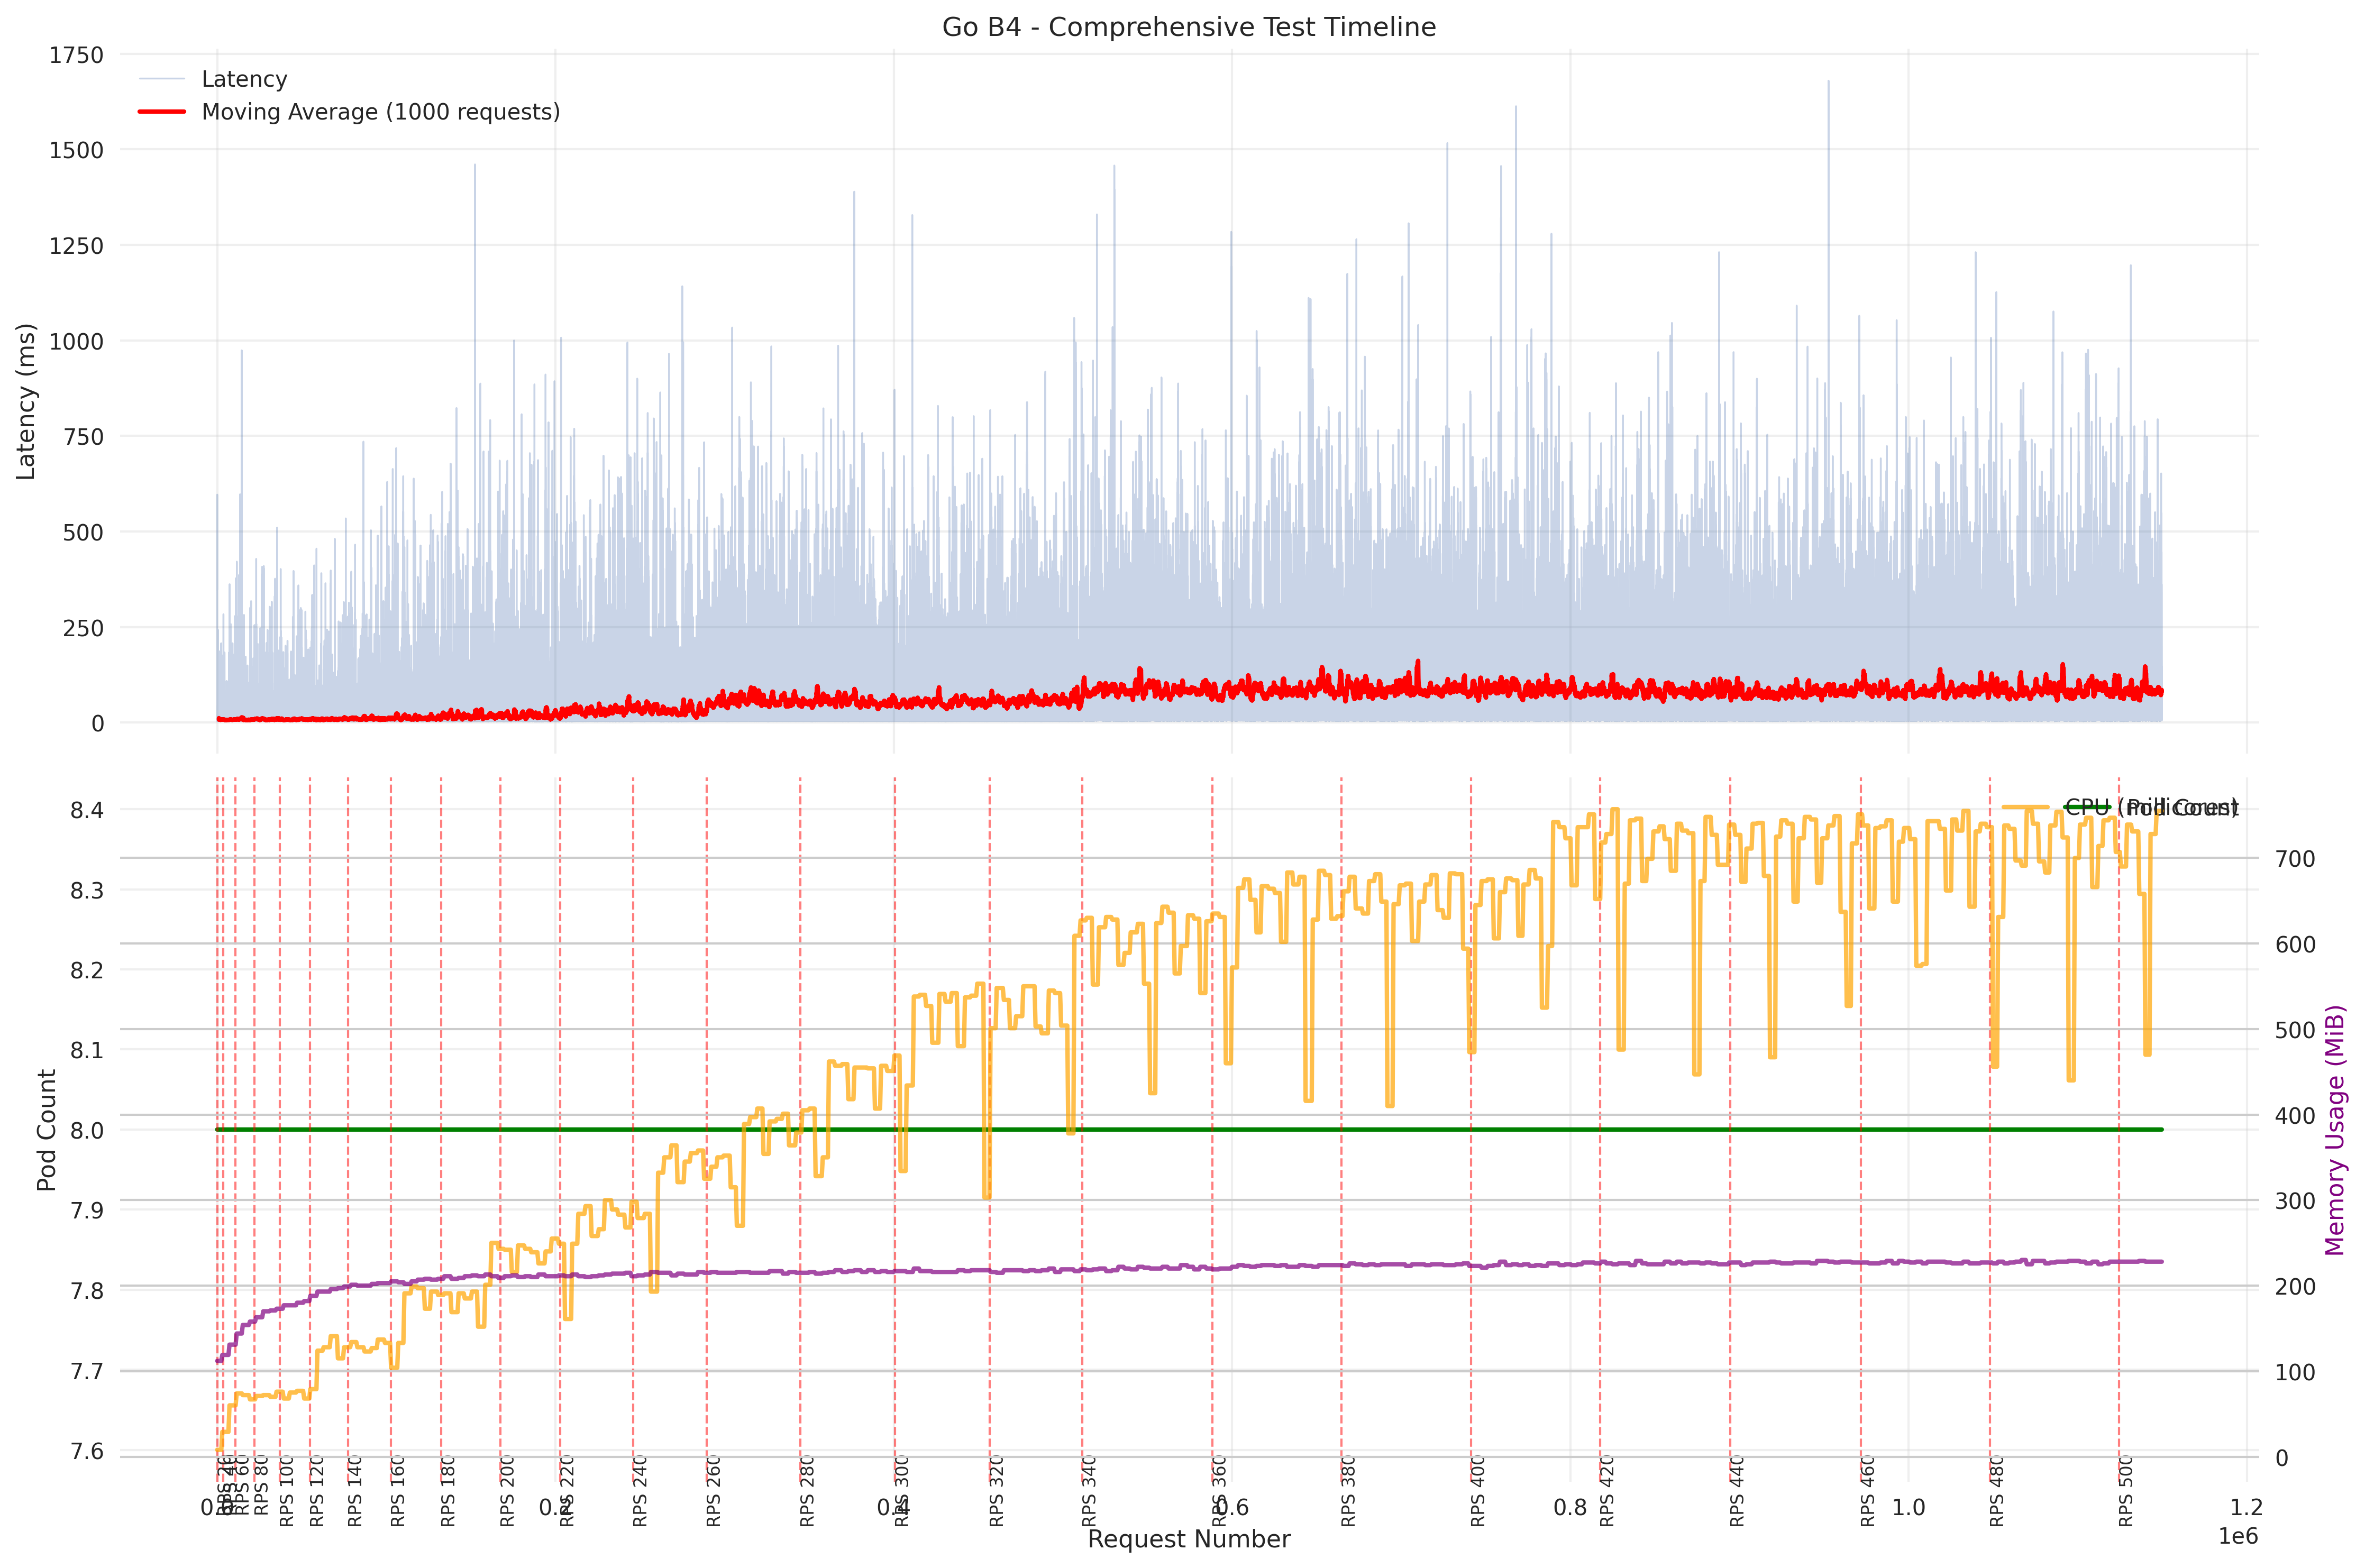 Go B4 - Comprehensive Test Timeline
1750
1500
1250
1000
750
500
250
0
Latency (ms)
Latency
Moving Average (1000 requests)
8.4
8.3
8.2
8.1
8.0
7.9
7.8
7.7
7.6
Pod Count
CPU (millicores)
Pod Count
700
600
500
400
300
200
100
0
Memory Usage (MiB)
RPS 20
RPS 40
RPS 60
RPS 80
RPS 100
RPS 120
RPS 140
RPS 160
RPS 180
RPS 200
RPS 220
RPS 240
RPS 260
RPS 280
RPS 300
RPS 320
RPS 340
RPS 360
RPS 380
RPS 400
RPS 420
RPS 440
RPS 460
RPS 480
RPS 500
0.0
0.2
0.4
0.6
0.8
1.0
1.2
1e6
Request Number